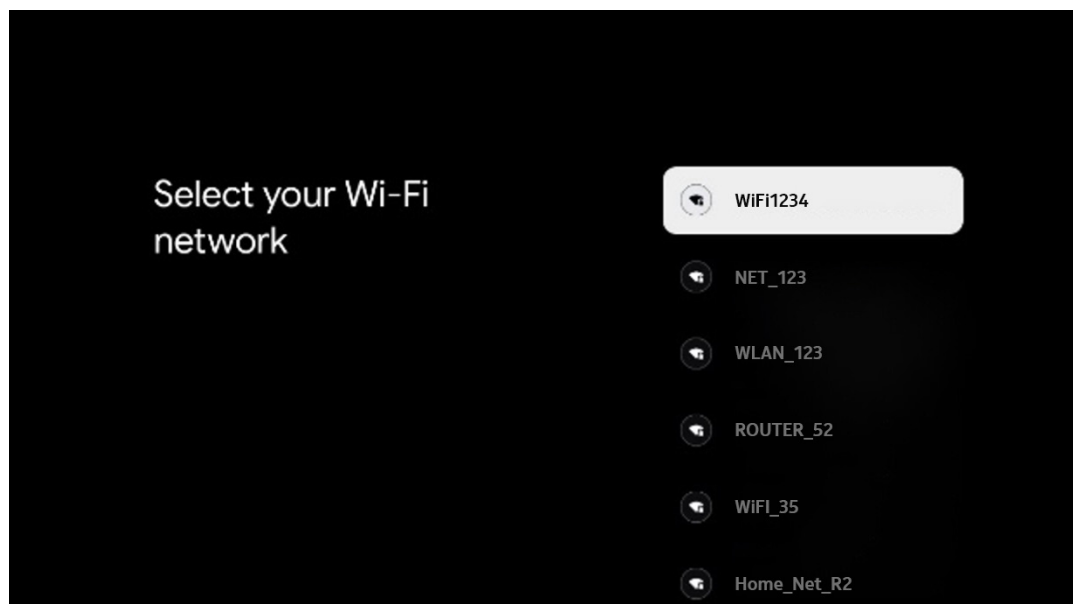 Select your Wi-Fi
network
WiFi1234
NET_123
WLAN_123
ROUTER_52
WiFI_35
Home_Net_R2